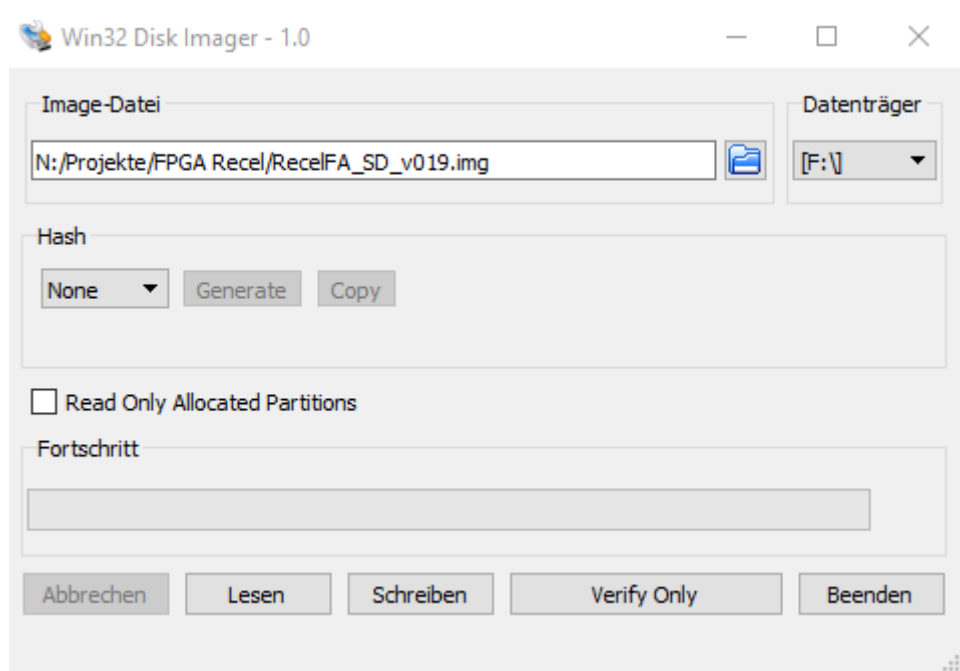 Win32 Disk Imager - 1.0
Image-Datei
Datenträger
N:/Projekte/FPGA Recel/RecelFA_SD_v019.img
[F:\]
Hash
None
Generate
Copy
Read Only Allocated Partitions
Fortschritt
Abbrechen
Lesen
Schreiben
Verify Only
Beenden